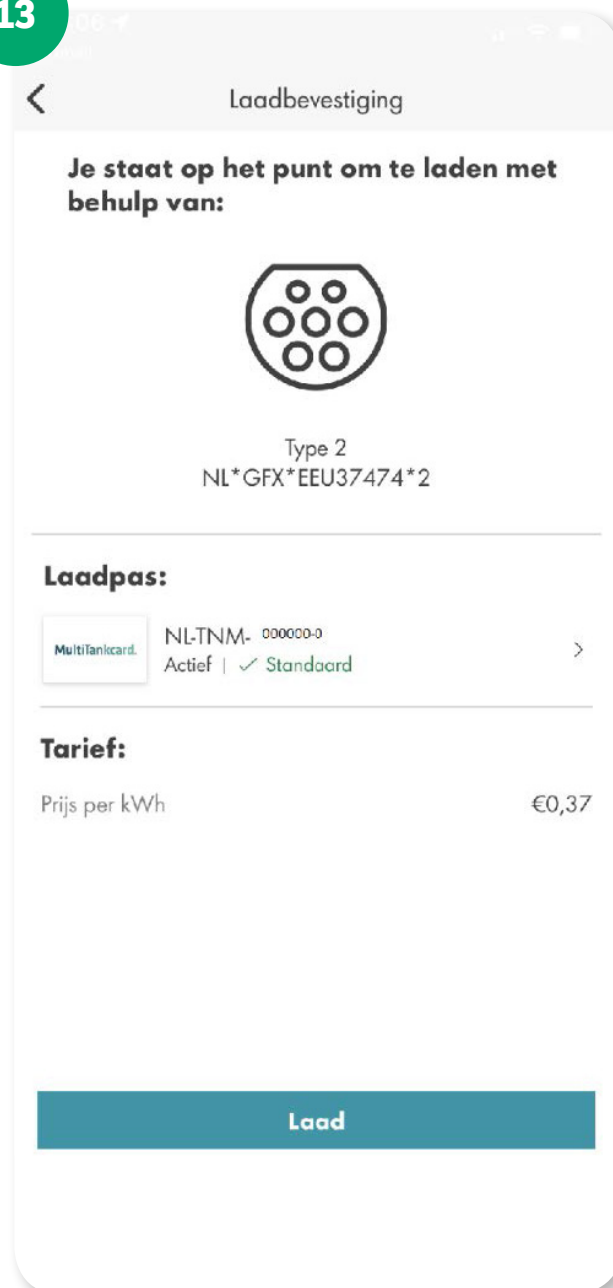 13
Laadbevestiging
Je staat op het punt om te laden met
behulp van:
Type 2
NL*GFX*EEU37474*2
Laadpas:
MultiTankcard.
NL-TNM- 000000-0
Actief | ✓ Standaard
Tarief:
Prijs per kWh €0,37
Laad